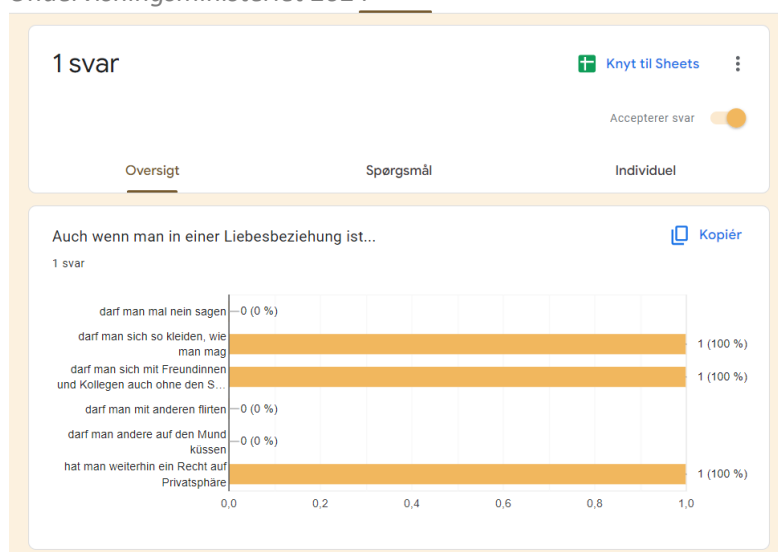 1 svar
Knyt til Sheets
Accepterer svar
Oversigt
Spørgsmål
Individuel
Auch wenn man in einer Liebesbeziehung ist...
Kopiér
1 svar
darf man mal nein sagen
0 (0 %)
darf man sich so kleiden, wie
man mag
1 (100 %)
darf man sich mit Freundinnen
und Kollegen auch ohne den S...
1 (100 %)
darf man mit anderen flirten
0 (0 %)
darf man andere auf den Mund
küssen
0 (0 %)
hat man weiterhin ein Recht auf
Privatsphäre
1 (100 %)
0,0
0,2
0,4
0,6
0,8
1,0